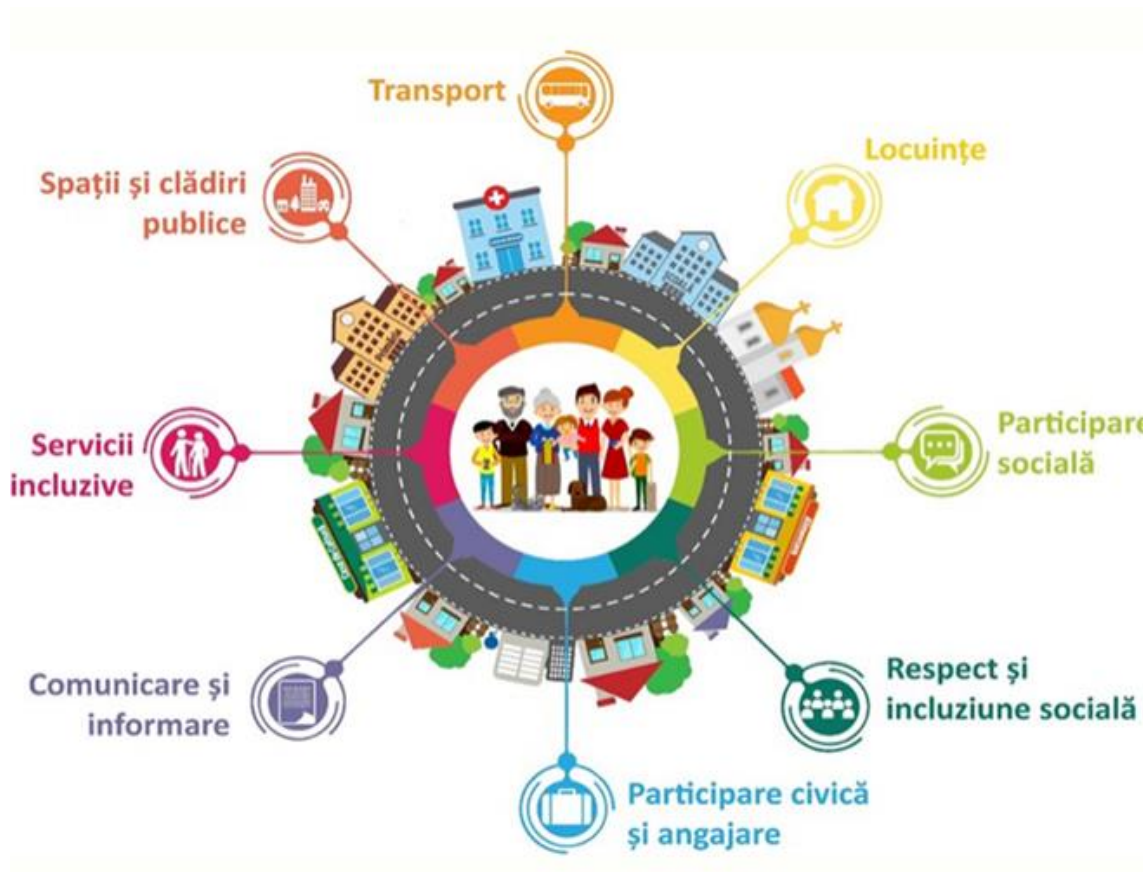 Transport
Locuințe
Spații și clădiri
publice
Participare
socială
Servicii
incluzive
Respect și
incluziune socială
Comunicare și
informare
Participare civică
și angajare